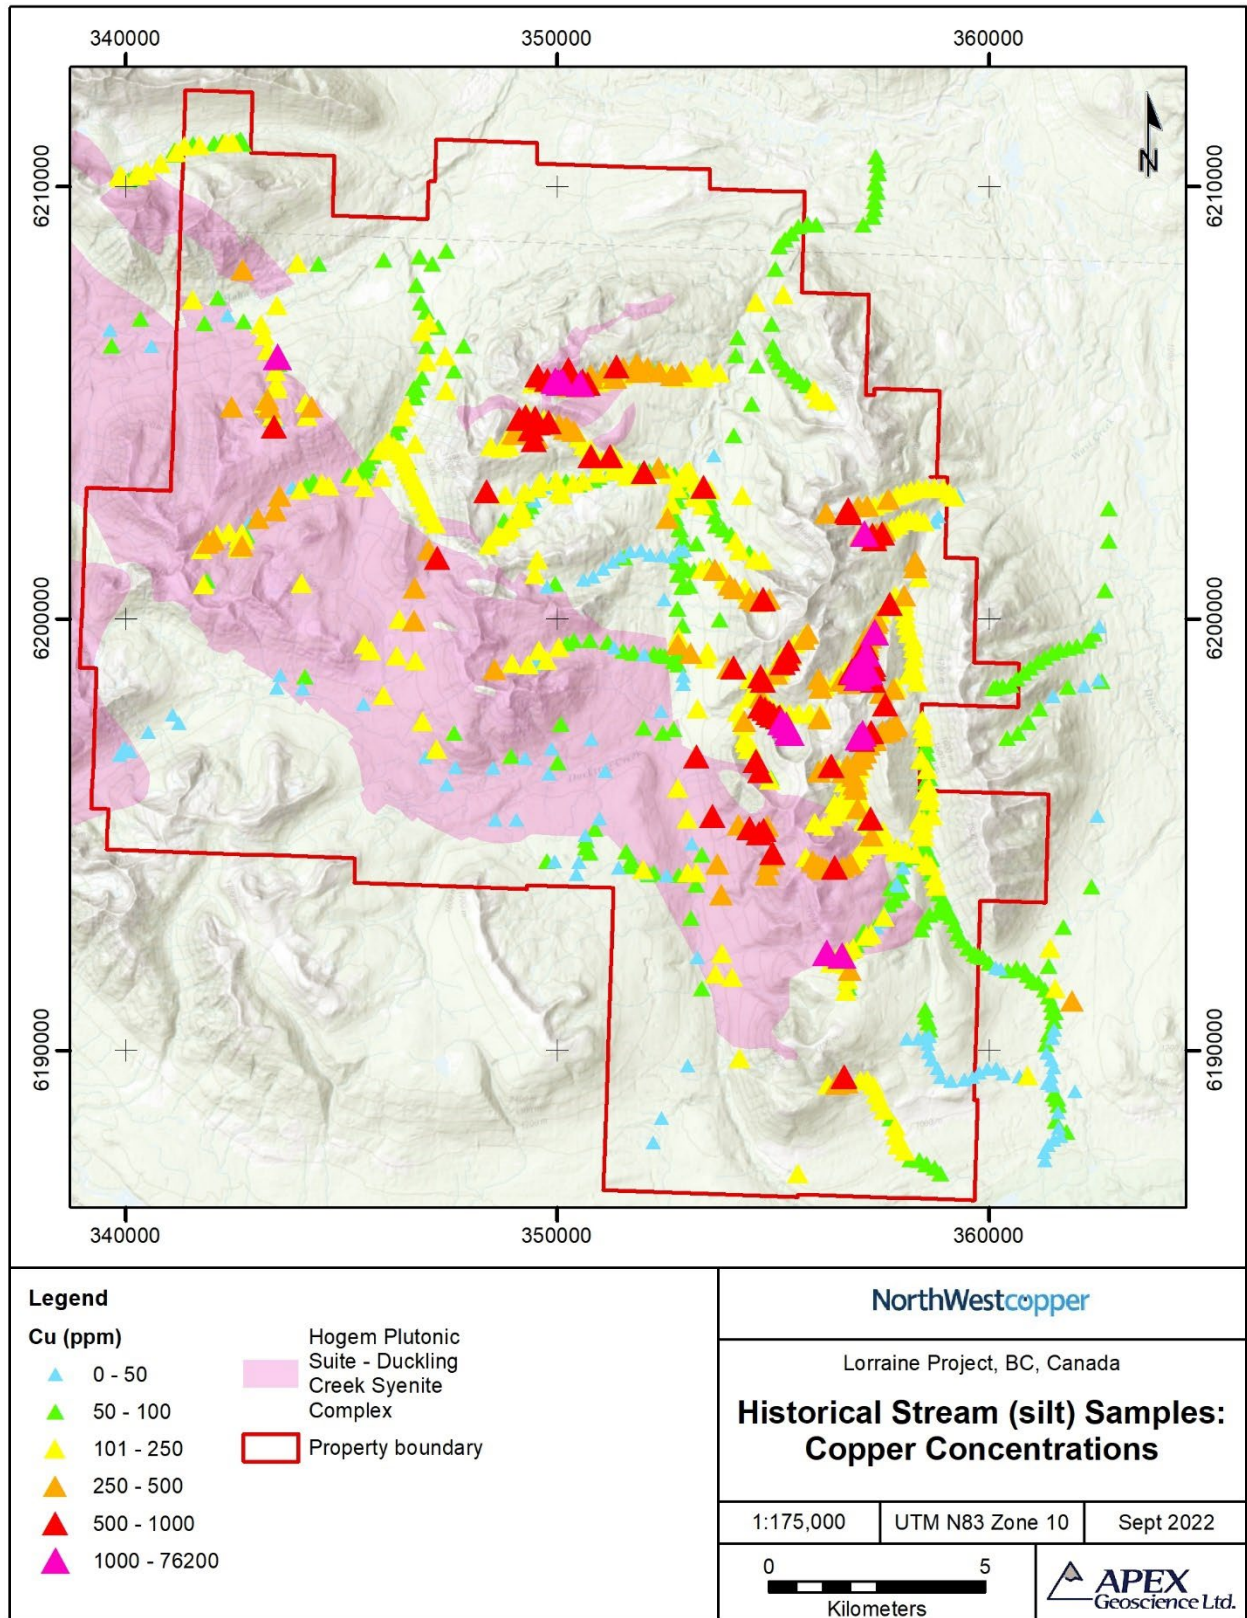 340000 350000 360000
N
6210000 6210000
6200000 6200000
6190000 6190000
340000 350000 360000
Legend
Cu (ppm)
0 - 50
50 - 100
101 - 250
250 - 500
500 - 1000
1000 - 76200
Hogem Plutonic
Suite - Duckling
Creek Syenite
Complex
Property boundary
NorthWestcopper
Lorraine Project, BC, Canada
Historical Stream (silt) Samples:
Copper Concentrations
1:175,000 UTM N83 Zone 10 Sept 2022
0 5
Kilometers
APEX
Geoscience Ltd.